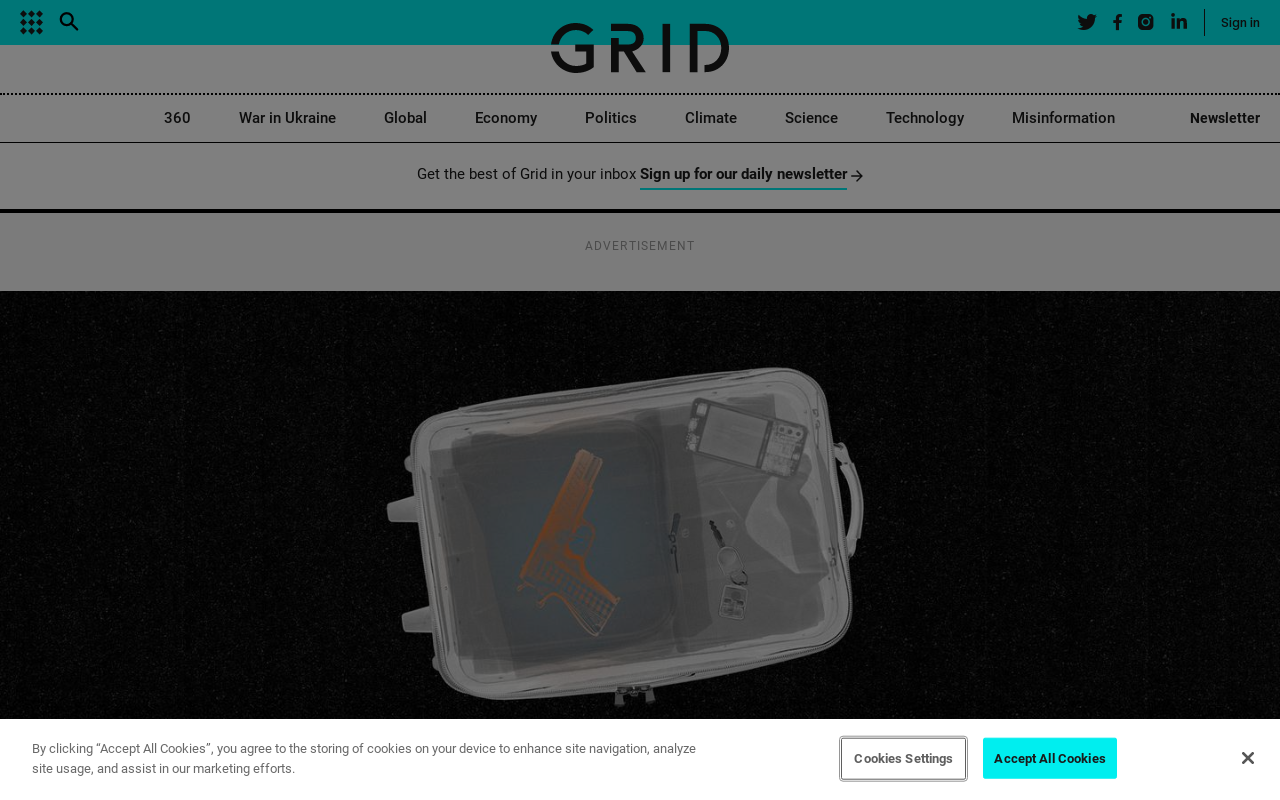 GRID
Sign in
360 War in Ukraine Global Economy Politics Climate Science Technology Misinformation Newsletter
Get the best of Grid in your inbox Sign up for our daily newsletter
ADVERTISEMENT
By clicking “Accept All Cookies”, you agree to the storing of cookies on your device to enhance site navigation, analyze
site usage, and assist in our marketing efforts.
Cookies Settings
Accept All Cookies